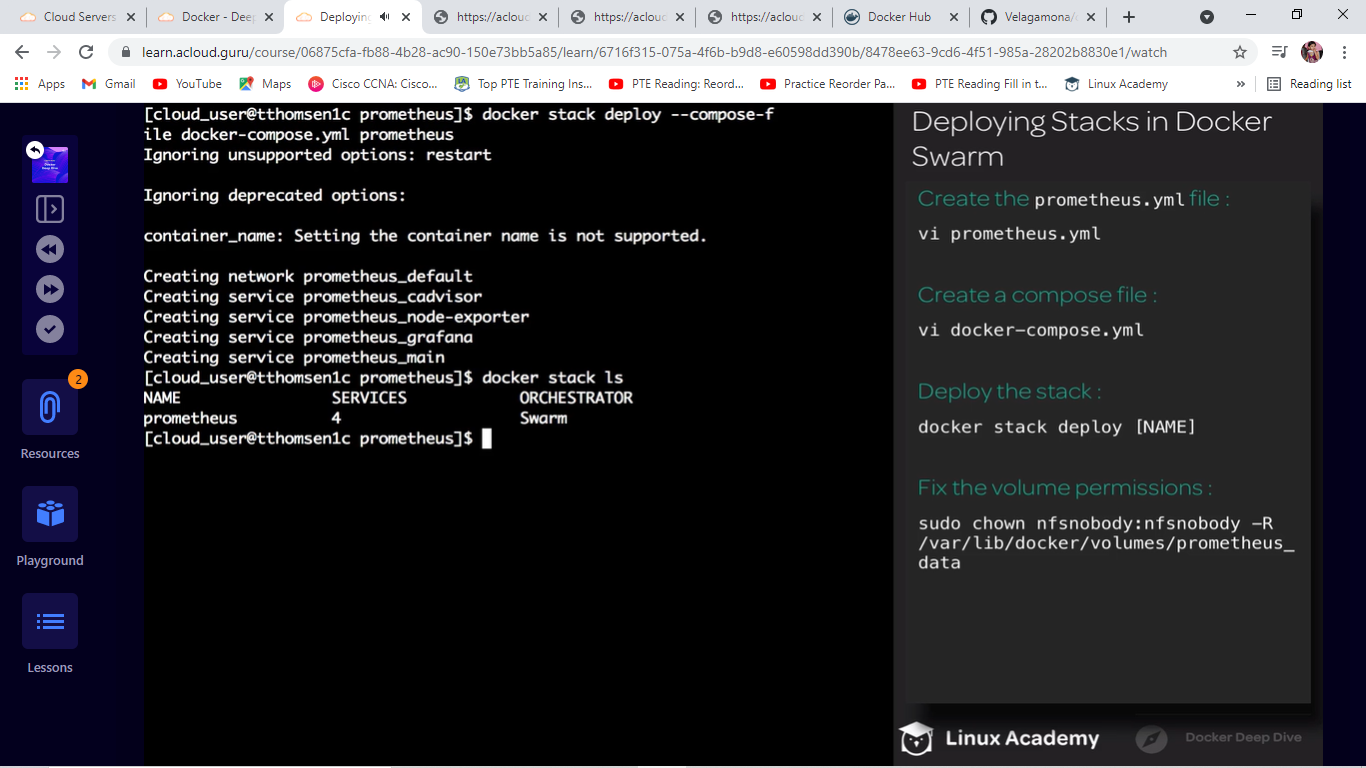 Cloud Servers
Docker - Deep
Deploying
https://aclou
https://aclou
https://aclou
Docker Hub
Velagamona/
learn.acloud.guru/course/06875cfa-fb88-4b28-ac90-150e73bb5a85/learn/6716f315-075a-4f6b-b9d8-e60598dd390b/8478ee63-9cd6-4f51-985a-28202b8830e1/watch
Apps
Gmail
YouTube
Maps
Cisco CCNA: Cisco...
Top PTE Training Ins...
PTE Reading: Reord...
Practice Reorder Pa...
PTE Reading Fill in t...
Linux Academy
»
Reading list
[cloud_user@tthomsen1c prometheus]$ docker stack deploy --compose-f
ile docker-compose.yml prometheus
Ignoring unsupported options: restart
Ignoring deprecated options:
container_name: Setting the container name is not supported.
Creating network prometheus_default
Creating service prometheus_cadvisor
Creating service prometheus_node-exporter
Creating service prometheus_grafana
Creating service prometheus_main
[cloud_user@tthomsen1c prometheus]$ docker stack ls
NAME SERVICES ORCHESTRATOR
prometheus 4 Swarm
[cloud_user@tthomsen1c prometheus]$
2
Resources
Playground
Lessons
Deploying Stacks in Docker
Swarm
Create the prometheus.yml file :
vi prometheus.yml
Create a compose file :
vi docker-compose.yml
Deploy the stack :
docker stack deploy [NAME]
Fix the volume permissions :
sudo chown nfsnobody:nfsnobody -R
/var/lib/docker/volumes/prometheus_
data
Linux Academy
Docker Deep Dive